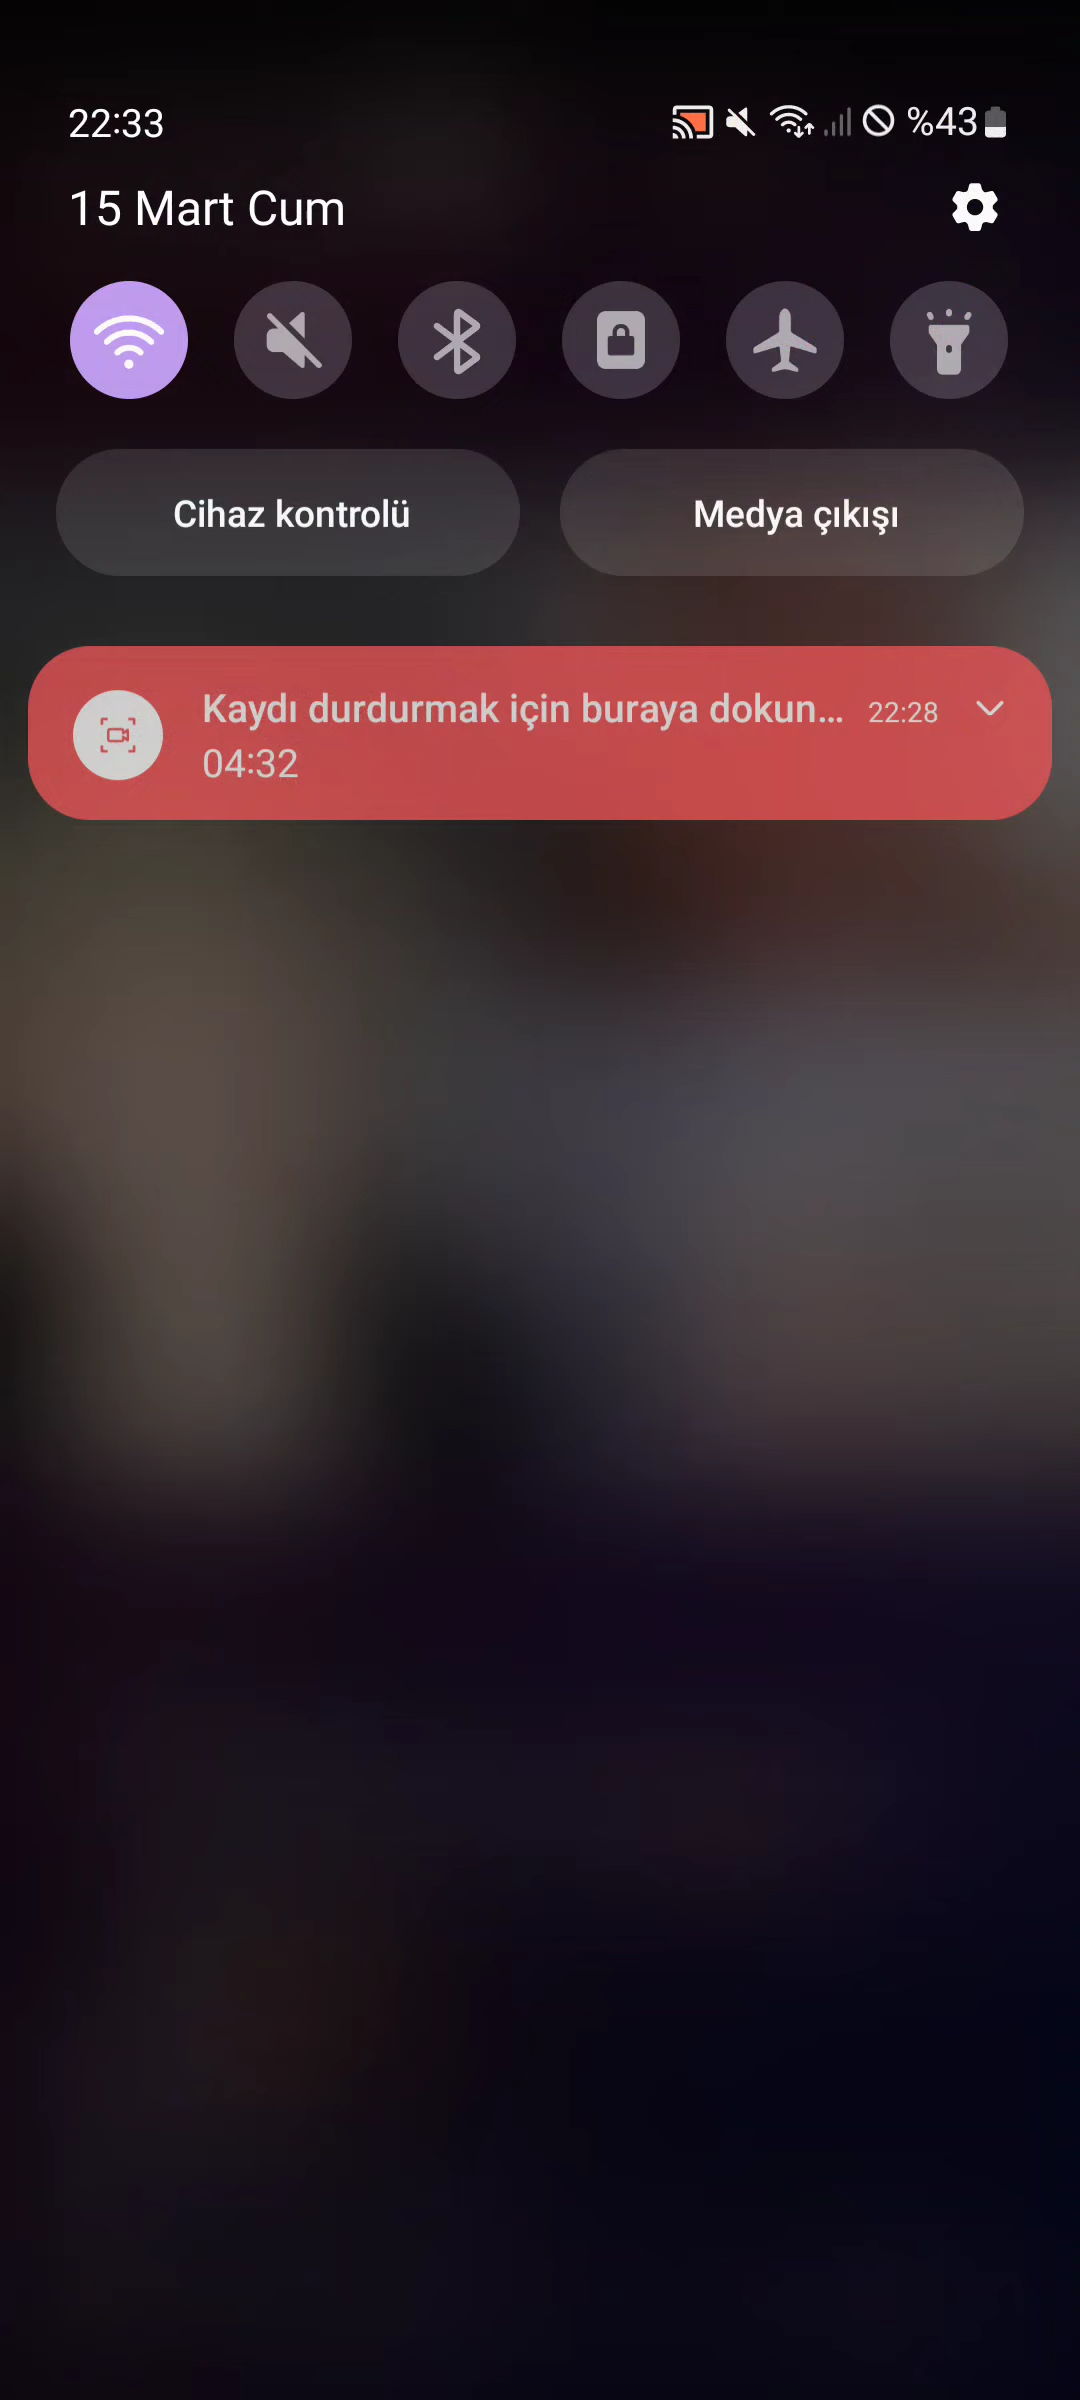 22:33
%43
15 Mart Cum
Cihaz kontrolü
Medya çıkışı
Kaydı durdurmak için buraya dokun... 22:28
04:32